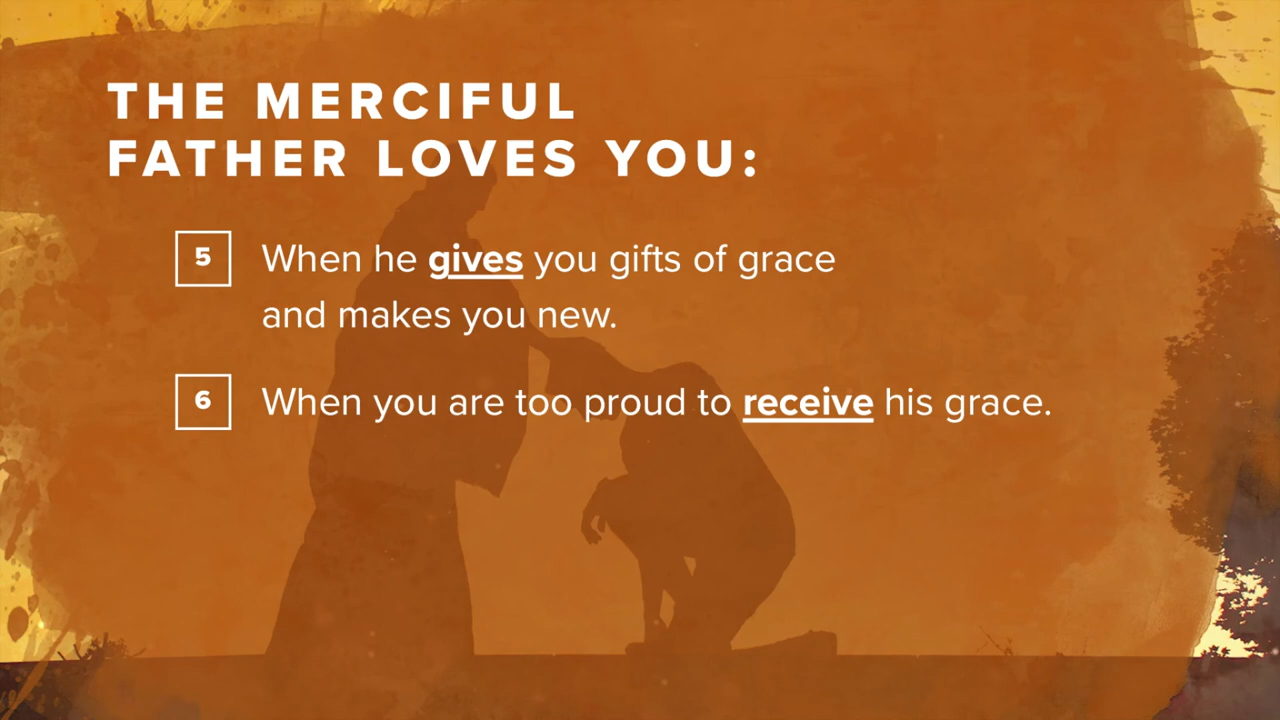 THE MERCIFUL
FATHER LOVES YOU:
5 When he gives you gifts of grace
and makes you new.
6 When you are too proud to receive his grace.